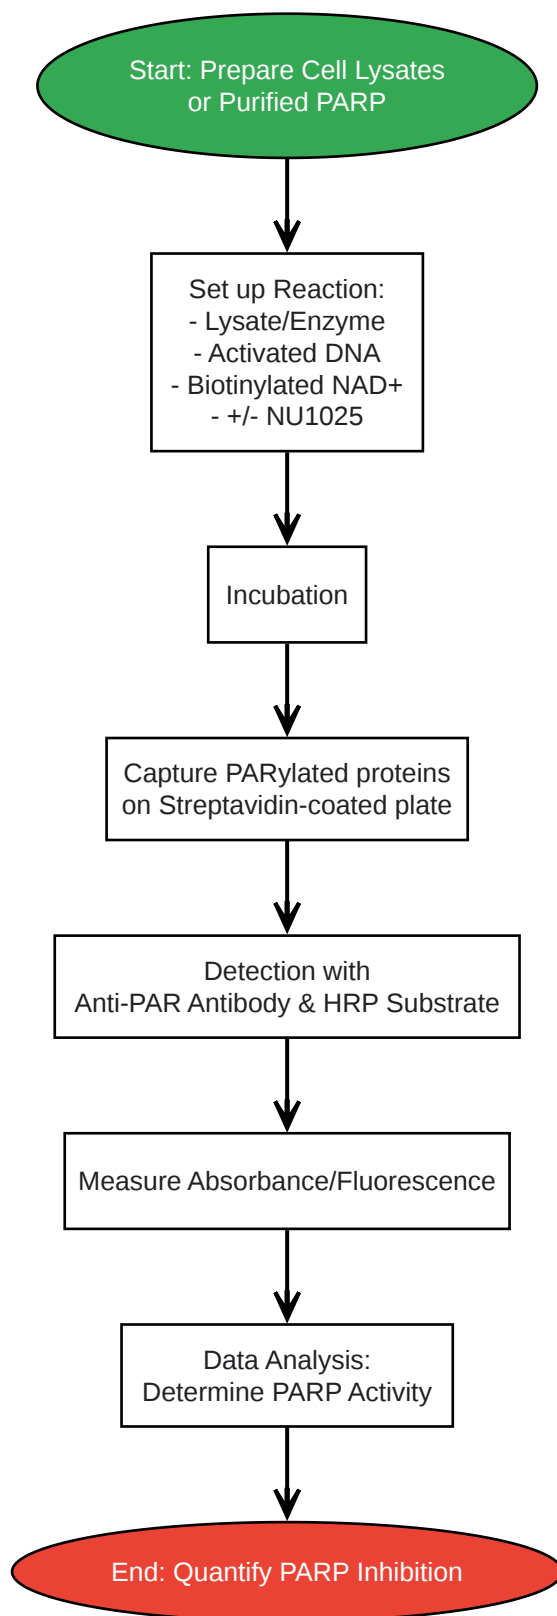 Start: Prepare Cell Lysates
or Purified PARP
Set up Reaction:
- Lysate/Enzyme
- Activated DNA
- Biotinylated NAD+
- +/- NU1025
Incubation
Capture PARylated proteins
on Streptavidin-coated plate
Detection with
Anti-PAR Antibody & HRP Substrate
Measure Absorbance/Fluorescence
Data Analysis:
Determine PARP Activity
End: Quantify PARP Inhibition